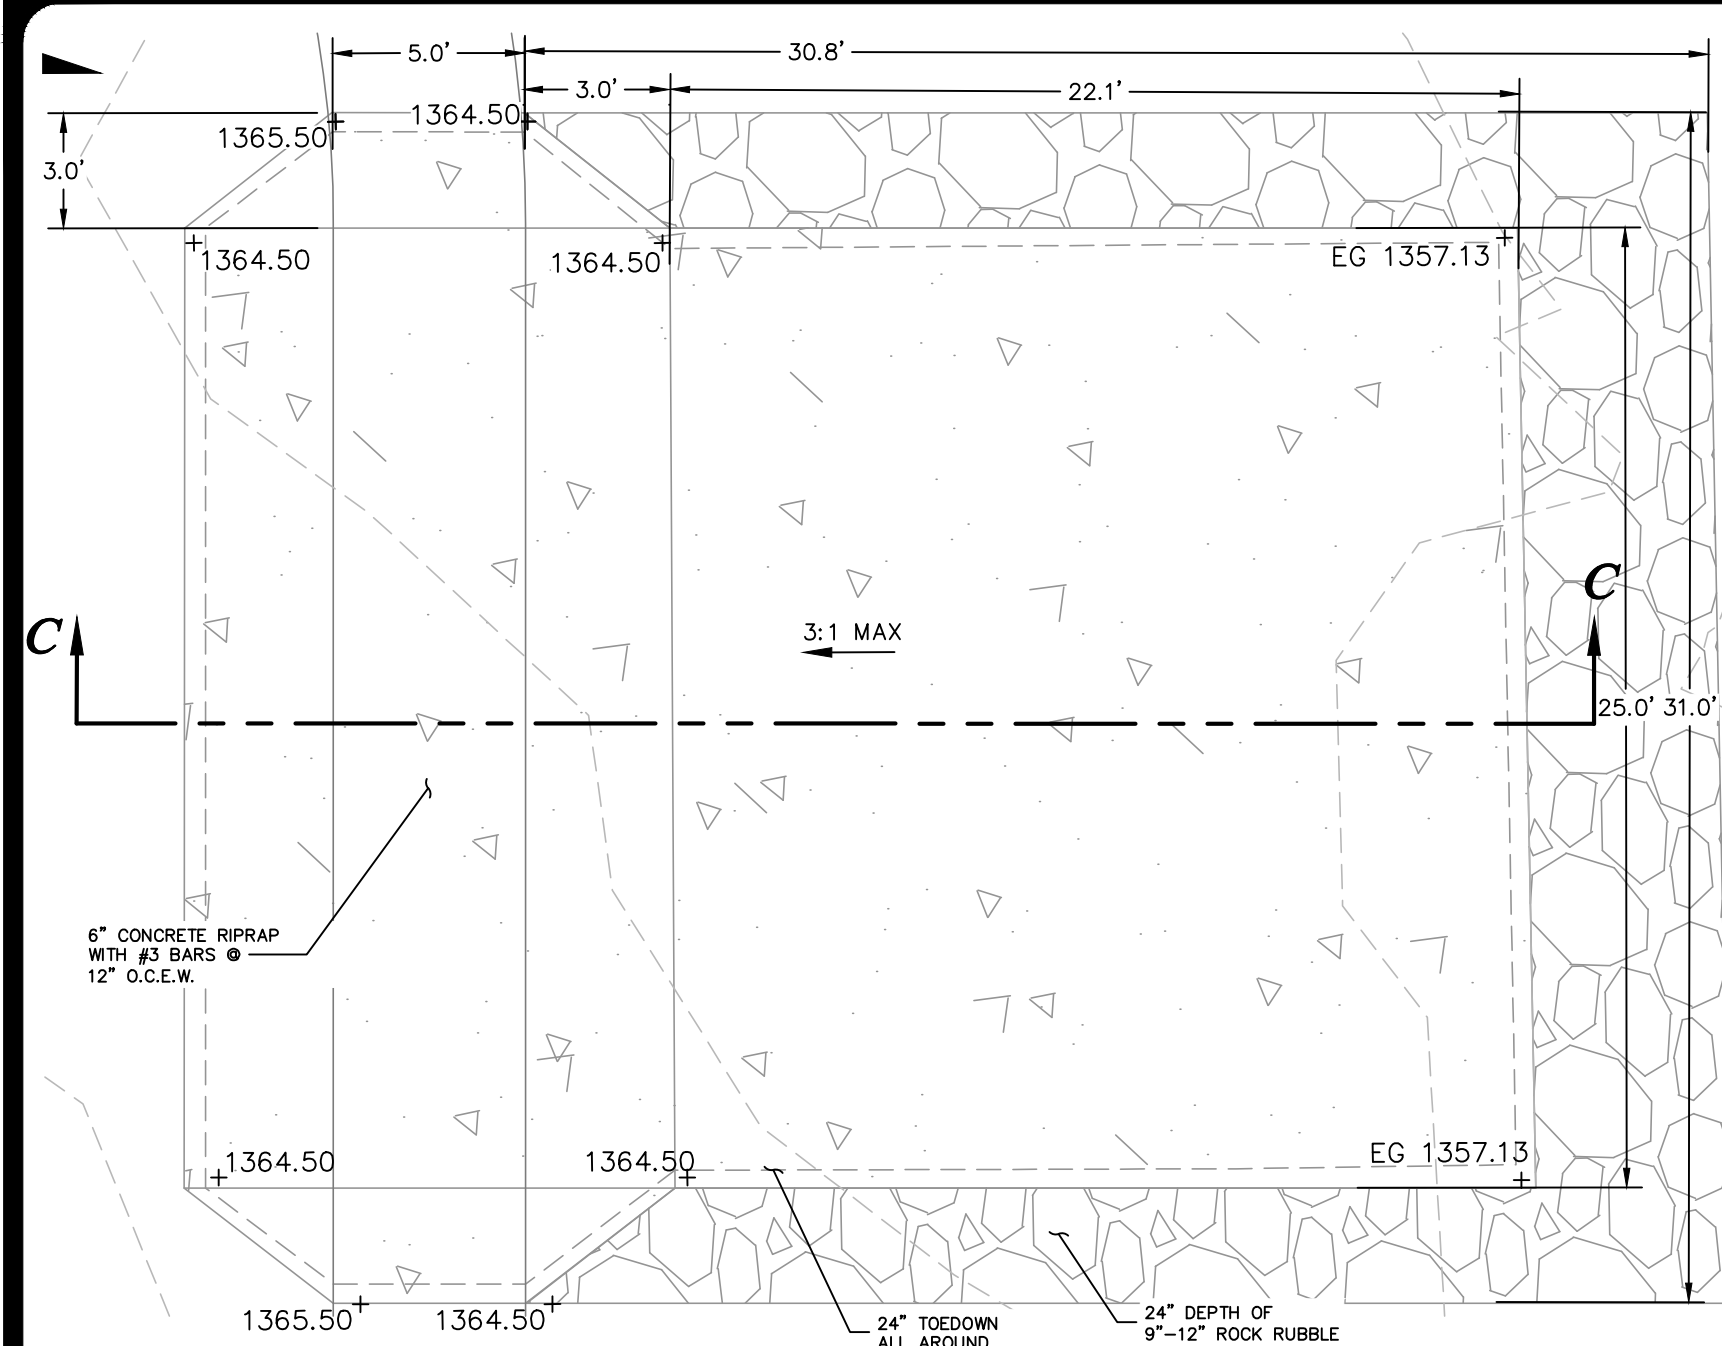 5.0'
30.8'
3.0'
22.1'
1364.50
1365.50
3.0'
1364.50
1364.50
EG 1357.13
C
C
3:1 MAX
25.0'
31.0'
6" CONCRETE RIPRAP
WITH #3 BARS @
12" O.C.E.W.
1364.50
1364.50
EG 1357.13
1365.50
1364.50
24" TOEDOWN
ALL AROUND
24" DEPTH OF
9"-12" ROCK RUBBLE